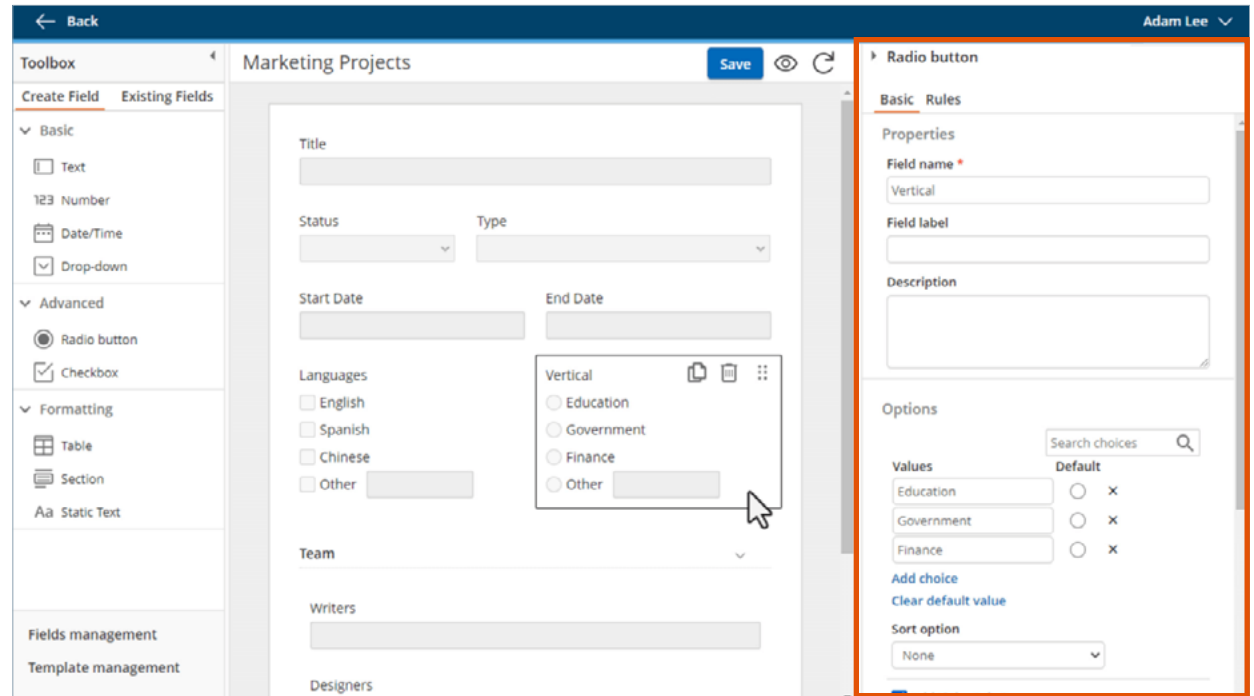 Back
Adam Lee
Toolbox
Create Field Existing Fields
Basic
Text
123 Number
Date/Time
Drop-down
Advanced
Radio button
Checkbox
Formatting
Table
Section
Aa Static Text
Fields management
Template management
Marketing Projects
Save
Title
Status Type
Start Date End Date
Languages
English
Spanish
Chinese
Other
Vertical
Education
Government
Finance
Other
Team
Writers
Designers
Radio button
Basic Rules
Properties
Field name *
Vertical
Field label
Description
Options
Search choices
Values Default
Education
Government
Finance
Add choice
Clear default value
Sort option
None